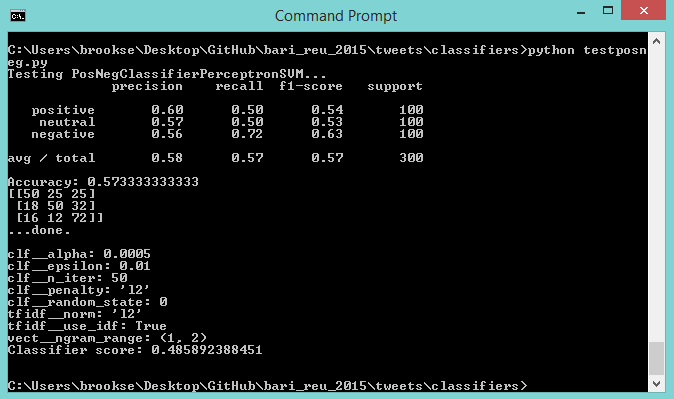 Command Prompt
C:\Users\brookse\Desktop\GitHub\bari_reu_2015\tweets\classifiers>python testposn
eg.py
Testing PosNegClassifierPerceptronSVM...
precision recall f1-score support
positive 0.60 0.50 0.54 100
neutral 0.57 0.50 0.53 100
negative 0.56 0.72 0.63 100
avg / total 0.58 0.57 0.57 300
Accuracy: 0.573333333333
[[50 25 25]
[18 50 32]
[16 12 72]]
...done.
clf__alpha: 0.0005
clf__epsilon: 0.01
clf__n_iter: 50
clf__penalty: 'l2'
clf__random_state: 0
tfidf__norm: 'l2'
tfidf__use_idf: True
vect__ngram_range: (1, 2)
Classifier score: 0.485892388451
C:\Users\brookse\Desktop\GitHub\bari_reu_2015\tweets\classifiers>